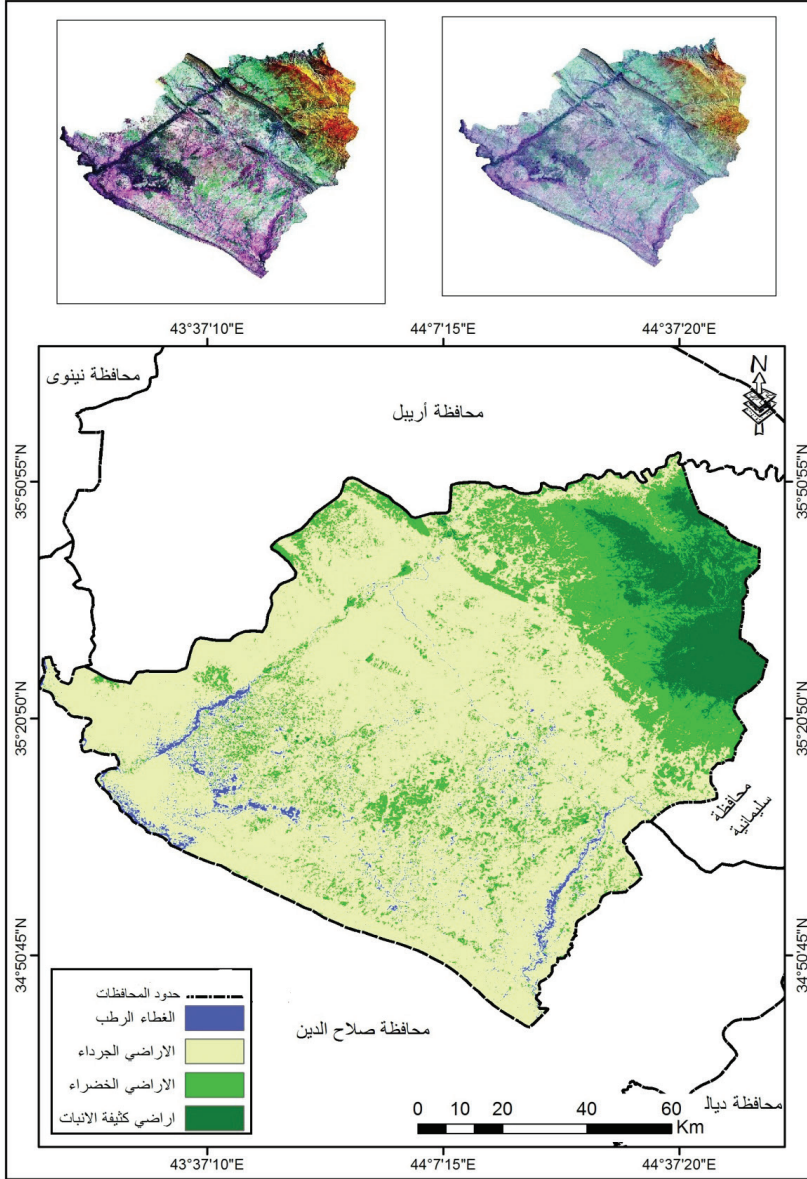 43°37'10"E
44°7'15"E
44°37'20"E
محافظة نينوى
محافظة أربيل
N
35°50'55"N
35°50'55"N
35°20'50"N
35°20'50"N
محافظة
سليمانية
34°50'45"N
34°50'45"N
حدود المحافظات
الغطاء الرطب
الاراضي الجرداء
الاراضي الخضراء
اراضي كثيفة الانبات
محافظة صلاح الدين
محافظة ديال
0 10 20 40 60
Km
43°37'10"E
44°7'15"E
44°37'20"E